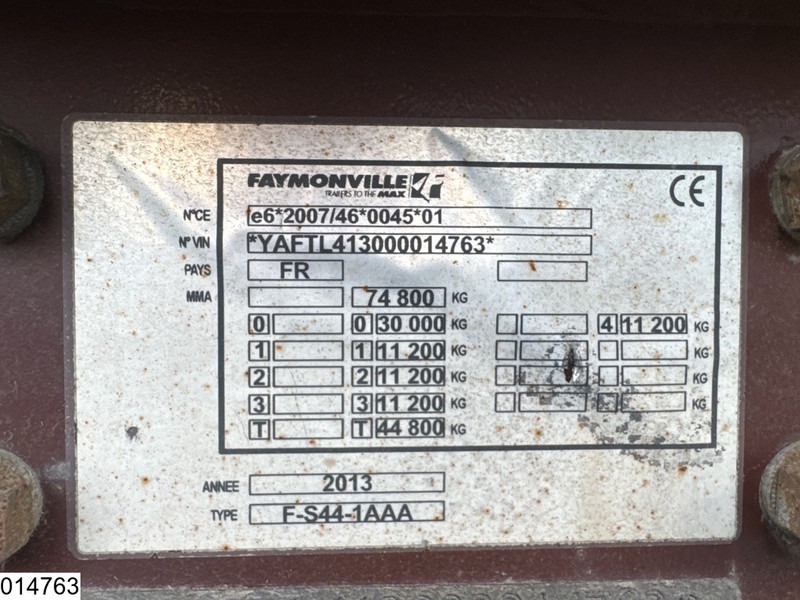 FAYMONVILLE
TRAILERS TO THE MAX
CE
N°CE e6*2007/46*0045*01
N° VIN *YAFTL413000014763*
PAYS FR
MMA 74 800 KG
0 0 30 000 KG 4 11 200 KG
1 1 11 200 KG KG
2 2 11 200 KG KG
3 3 11 200 KG KG
T T 44 800 KG
ANNEE 2013
TYPE F-S44-1AAA
014763